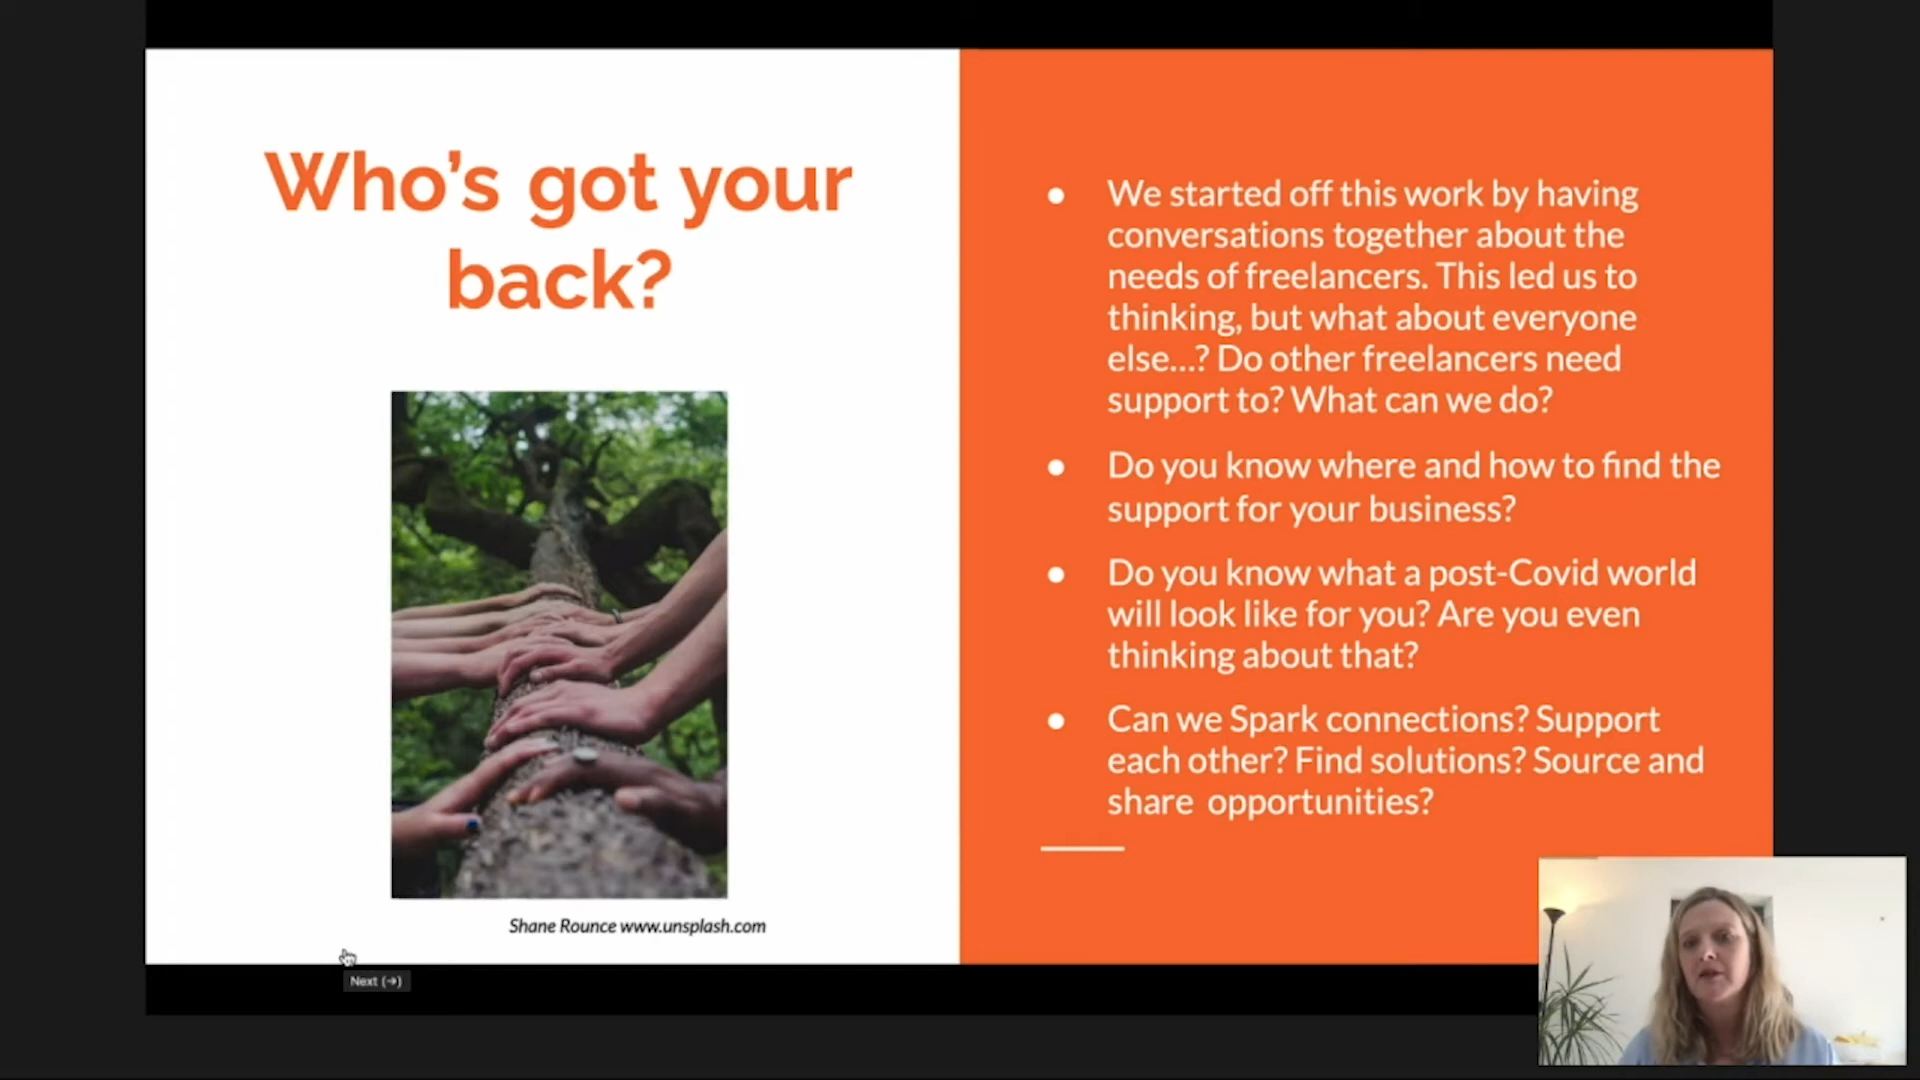 Who's got your
back?
Shane Rounce www.unsplash.com
Next (→)
● We started off this work by having
conversations together about the
needs of freelancers. This led us to
thinking, but what about everyone
else...? Do other freelancers need
support to? What can we do?
● Do you know where and how to find the
support for your business?
● Do you know what a post-Covid world
will look like for you? Are you even
thinking about that?
● Can we Spark connections? Support
each other? Find solutions? Source and
share opportunities?